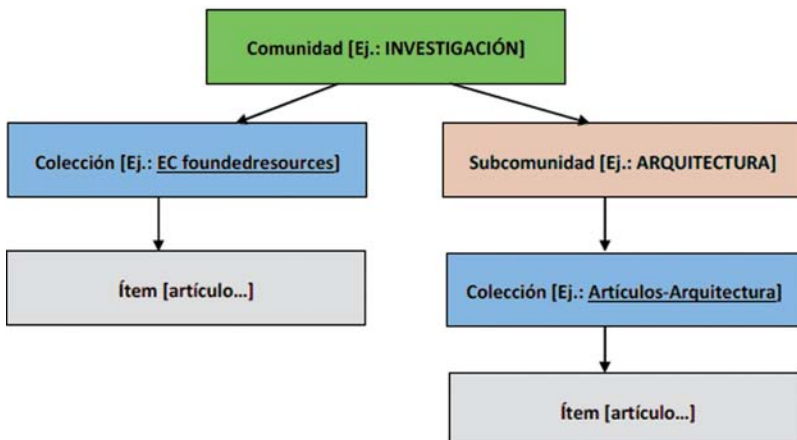 Comunidad [Ej.: INVESTIGACIÓN]
Colección [Ej.: EC foundedresources]
Subcomunidad [Ej.: ARQUITECTURA]
Ítem [artículo...]
Colección [Ej.: Artículos-Arquitectura]
Ítem [artículo...]